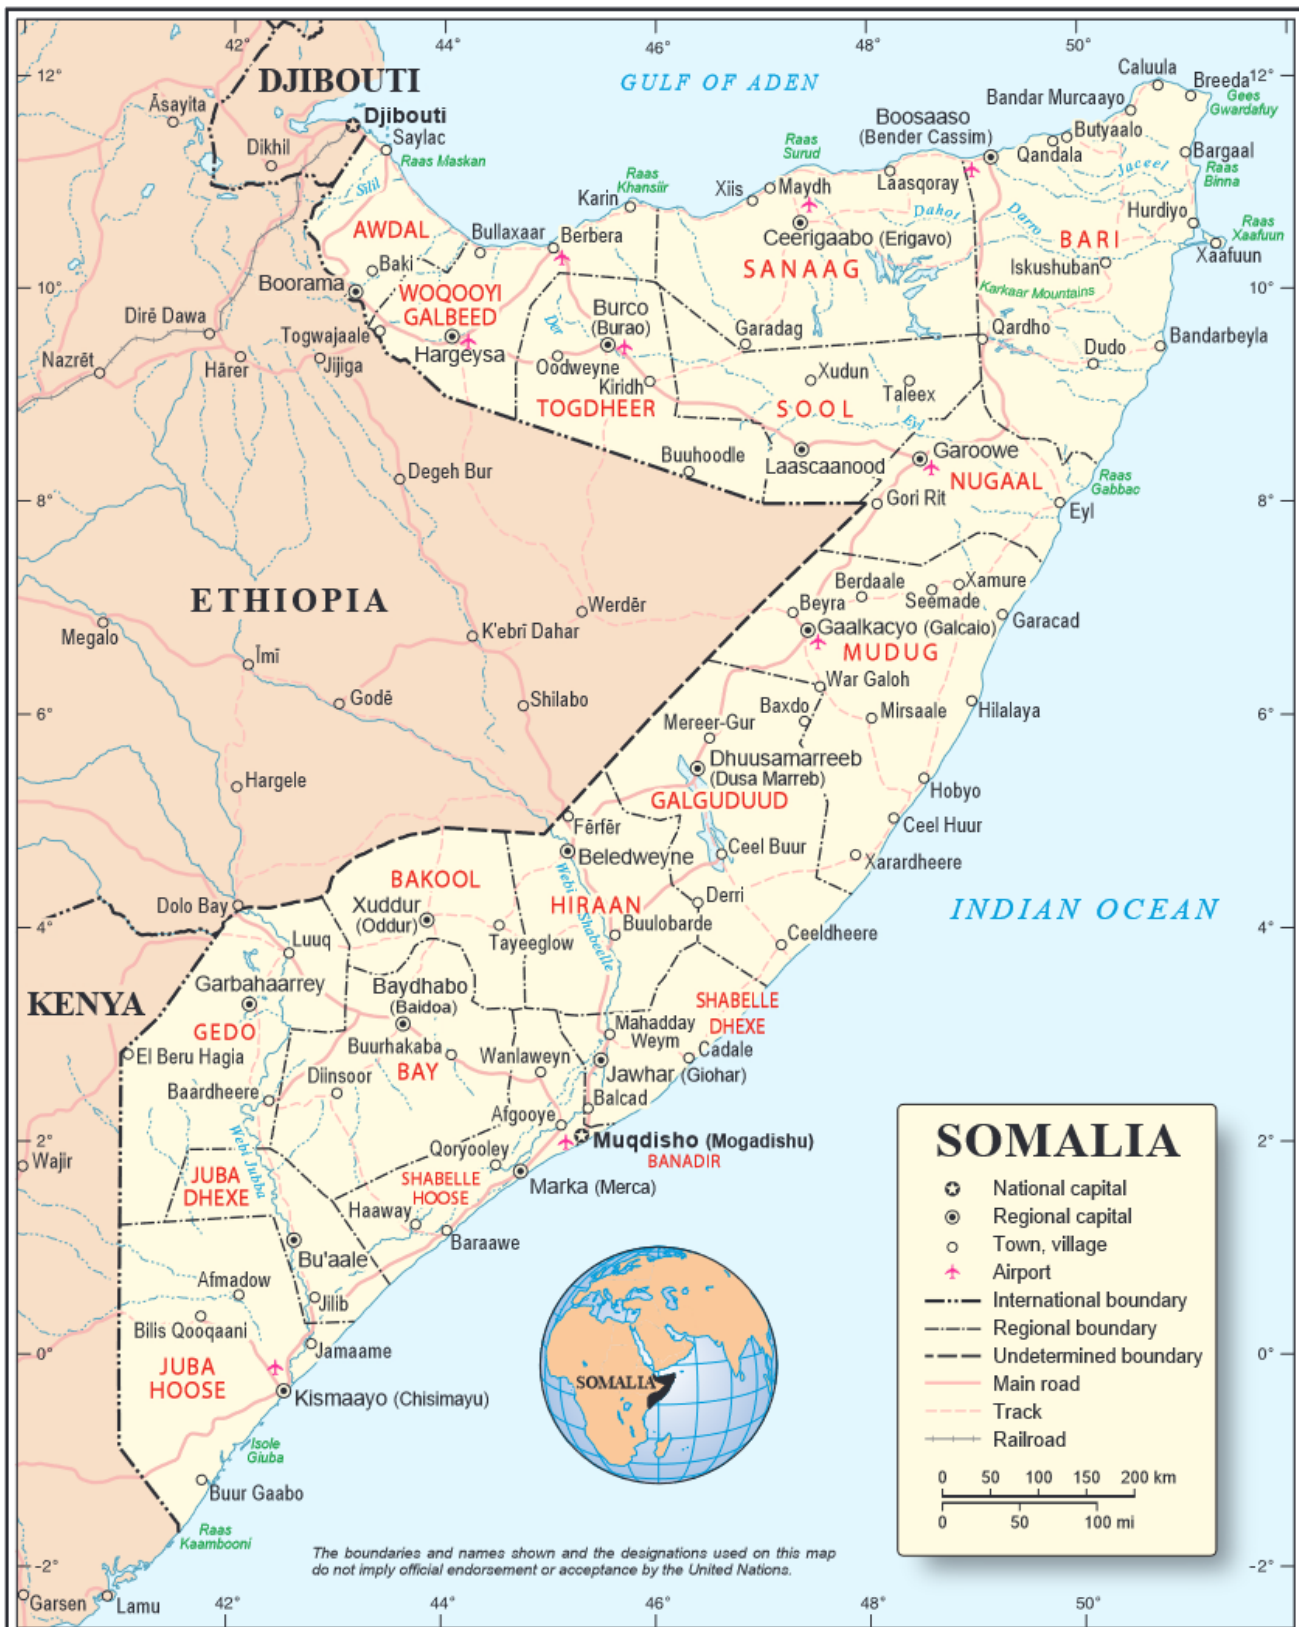 42°
44°
46°
48°
50°
12°
12°
DJIBOUTI
GULF OF ADEN
Caluula
Breeda
Gees
Gwardafuy
Bandar Murcaayo
Āsayita
Djibouti
Saylac
Raas Maskan
Dikhil
Silil
Boosaaso
(Bender Cassim)
Butyaalo
Qandala
Jaceel
Bargaal
Raas
Binna
Raas
Surud
Raas
Khansiir
Karin
Xiis
Maydh
Laasqoray
Dahot
Darro
Hurdiyo
Raas
Xaafuun
Xaafuun
AWDAL
Bullaxaar
Berbera
Ceerigaabo (Erigavo)
SANAAG
BARI
Iskushuban
Karkaar Mountains
Baki
Boorama
10°
10°
WOQOOYI
GALBEED
Burco
(Burao)
Der
Garadag
Qardho
Bandarbeyla
Dirē Dawa
Togwajaale
Hargeysa
Oodweyne
Kiridh
Xudun
Taleex
Dudo
Nazrēt
Hārer
Jijiga
TOGDHEER
SOOL
Eyl
Buuhoodle
Laascaanood
Garoowe
NUGAAL
Raas
Gabbac
Degeh Bur
8°
8°
Gori Rit
Eyl
ETHIOPIA
Werdēr
Berdaale
Xamure
Seemade
Beyra
Garacad
Megalo
K'ebrī Dahar
Gaalkacyo (Galcaio)
MUDUG
Īmī
Godē
Shilabo
War Galoh
Baxdo
Mirsaale
Hilalaya
6°
6°
Mereer-Gur
Dhuusamarreeb
(Dusa Marreb)
Hargele
GALGUDUUD
Hobyo
Ceel Huur
Fērfēr
Beledweyne
Ceel Buur
Xarardheere
BAKOOL
Webi Shabeelle
HIRAAN
Derri
Dolo Bay
Xuddur
(Oddur)
Tayeeglow
Buulobarde
INDIAN OCEAN
4°
4°
Luuq
Ceeldheere
KENYA
Garbahaarrey
Baydhabo
(Baidoa)
SHABELLE
DHEXE
GEDO
Mahadday
Weym
El Beru Hagia
Buurhakaba
Wanlaweyn
Cadale
BAY
Jawhar (Giohar)
Baardheere
Diinsoor
Balcad
Afgooye
Webi Jubba
2°
2°
Muqdisho (Mogadishu)
BANADIR
Wajir
Qoryooley
JUBA
DHEXE
SHABELLE
HOOSE
Marka (Merca)
Haaway
Baraawe
Bu'aale
Afmadow
Jilib
Bilis Qooqaani
0°
0°
Jamaame
JUBA
HOOSE
Kismaayo (Chisimayu)
Isole
Giuba
Buur Gaabo
Raas
Kaambooni
-2°
-2°
Garsen
Lamu
SOMALIA
SOMALIA
National capital
Regional capital
Town, village
Airport
International boundary
Regional boundary
Undetermined boundary
Main road
Track
Railroad
0 50 100 150 200 km
0 50 100 mi
The boundaries and names shown and the designations used on this map
do not imply official endorsement or acceptance by the United Nations.
42°
44°
46°
48°
50°